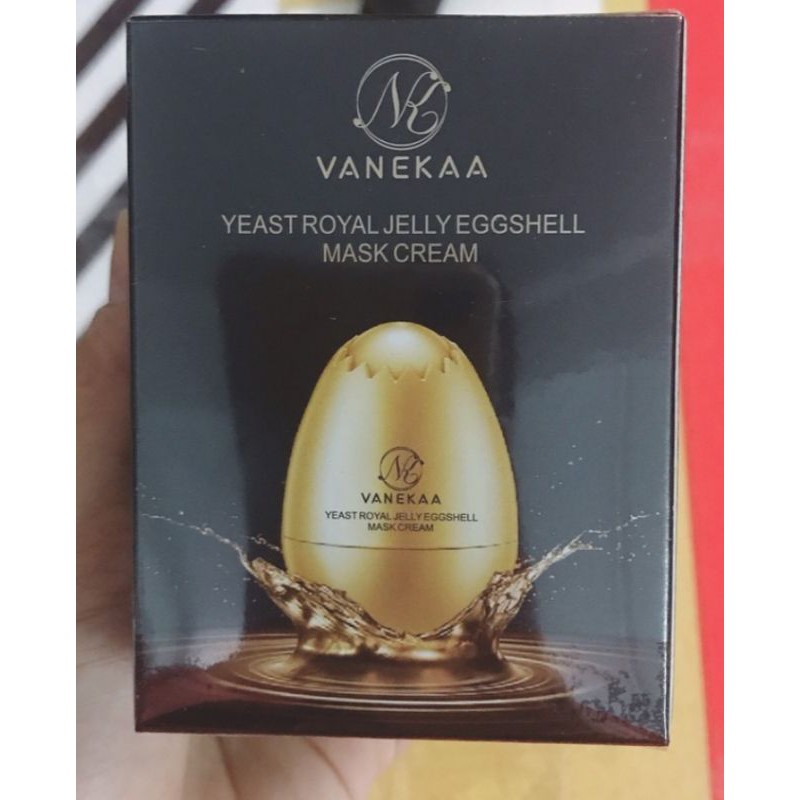 NK
VANEKAA
YEAST ROYAL JELLY EGGSHELL
MASK CREAM
NK
VANEKAA
YEAST ROYAL JELLY EGGSHELL
MASK CREAM